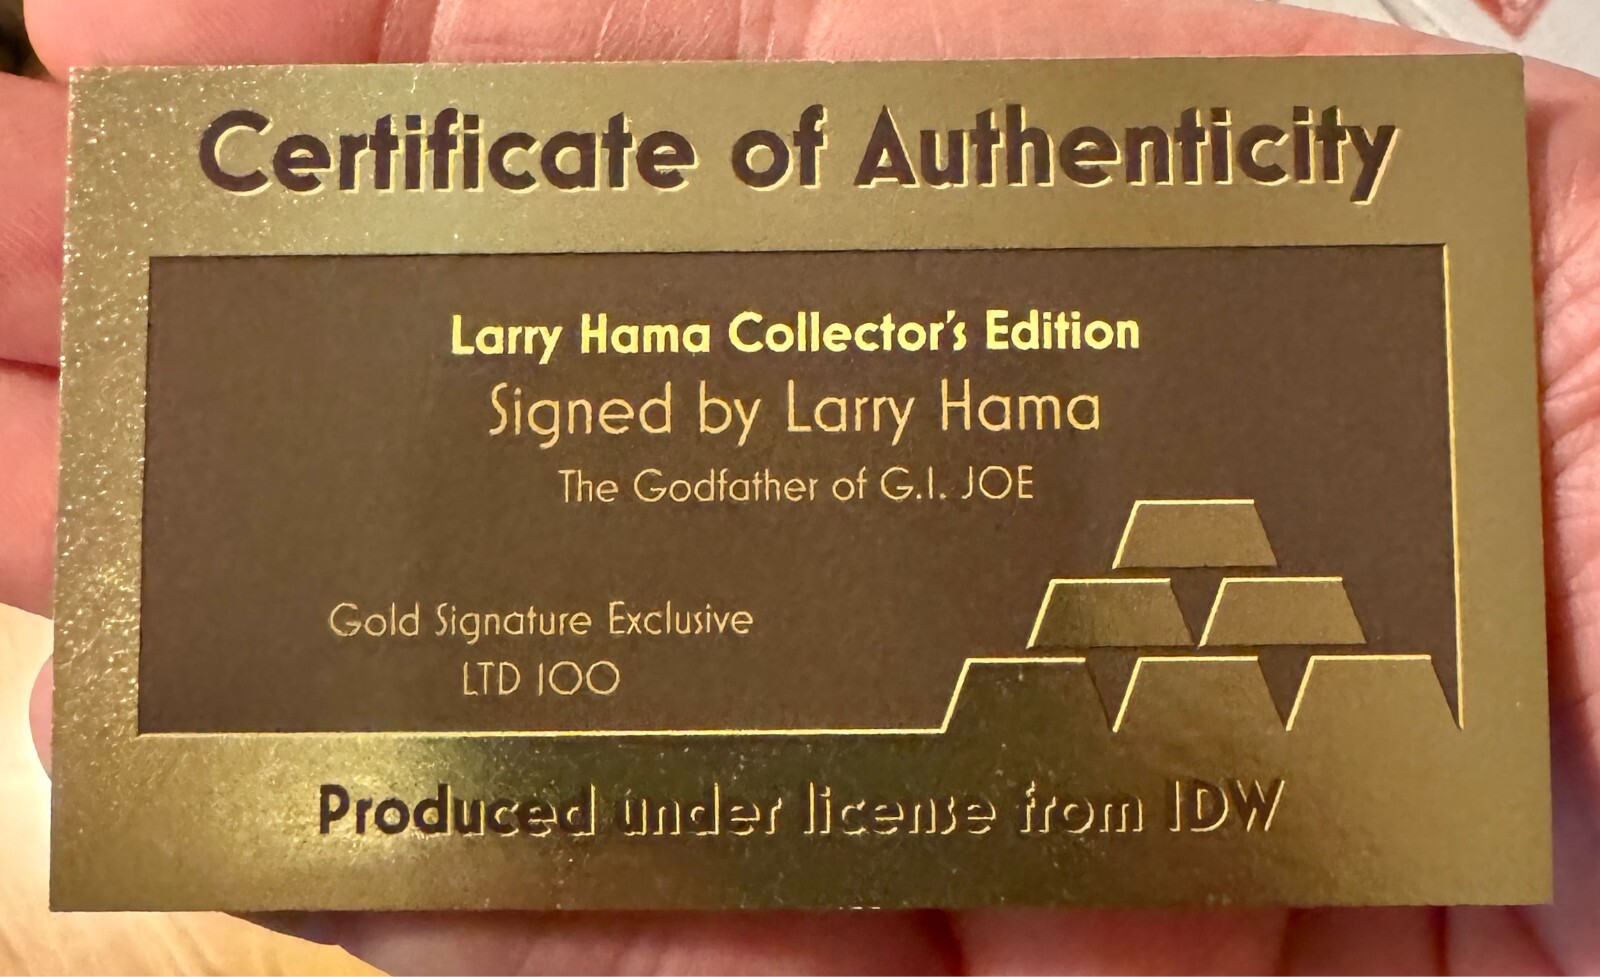 Certificate of Authenticity
Larry Hama Collector's Edition
Signed by Larry Hama
The Godfather of G.I. JOE
Gold Signature Exclusive
LTD 100
Produced under license from IDW